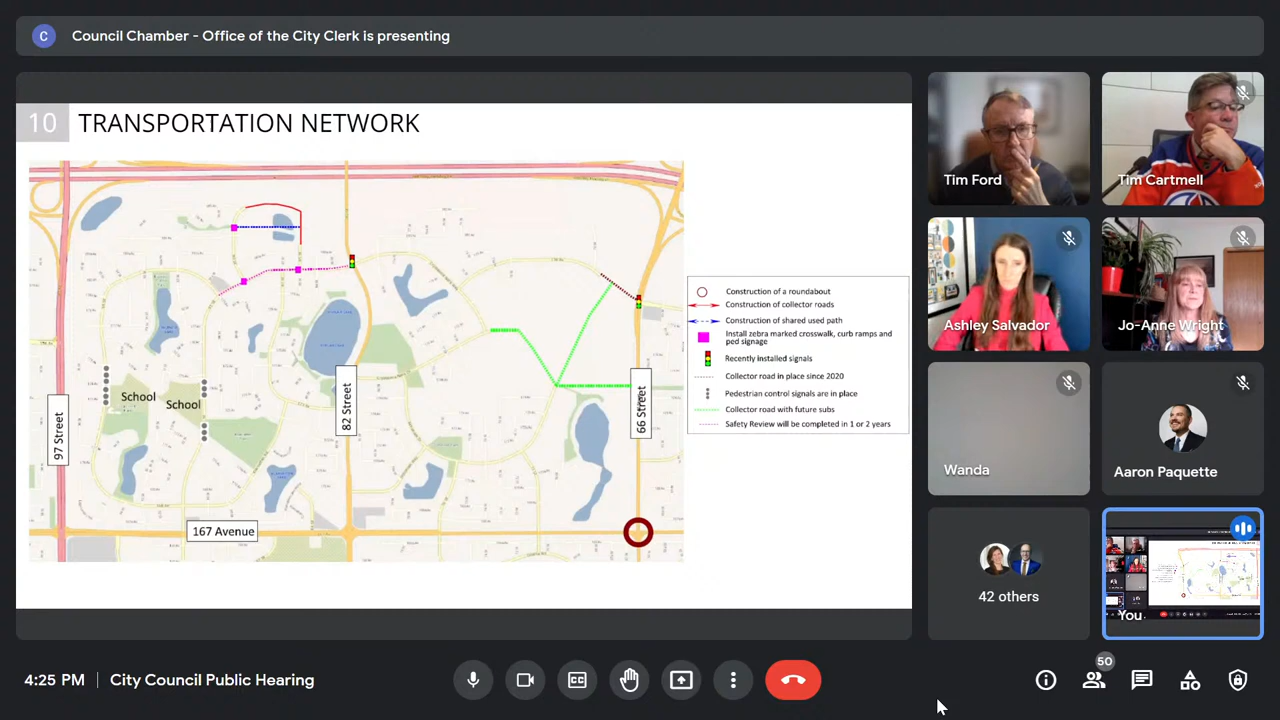 C
Council Chamber - Office of the City Clerk is presenting
10
TRANSPORTATION NETWORK
School
School
97 Street
82 Street
66 Street
167 Avenue
Construction of a roundabout
Construction of collector roads
Construction of shared used path
Install zebra marked crosswalk, curb ramps and
ped signage
Recently installed signals
Collector road in place since 2020
Pedestrian control signals are in place
Collector road with future subs
Safety Review will be completed in 1 or 2 years
Tim Ford
Tim Cartmell
Ashley Salvador
Jo-Anne Wright
Wanda
Aaron Paquette
42 others
You
4:25 PM
City Council Public Hearing
50